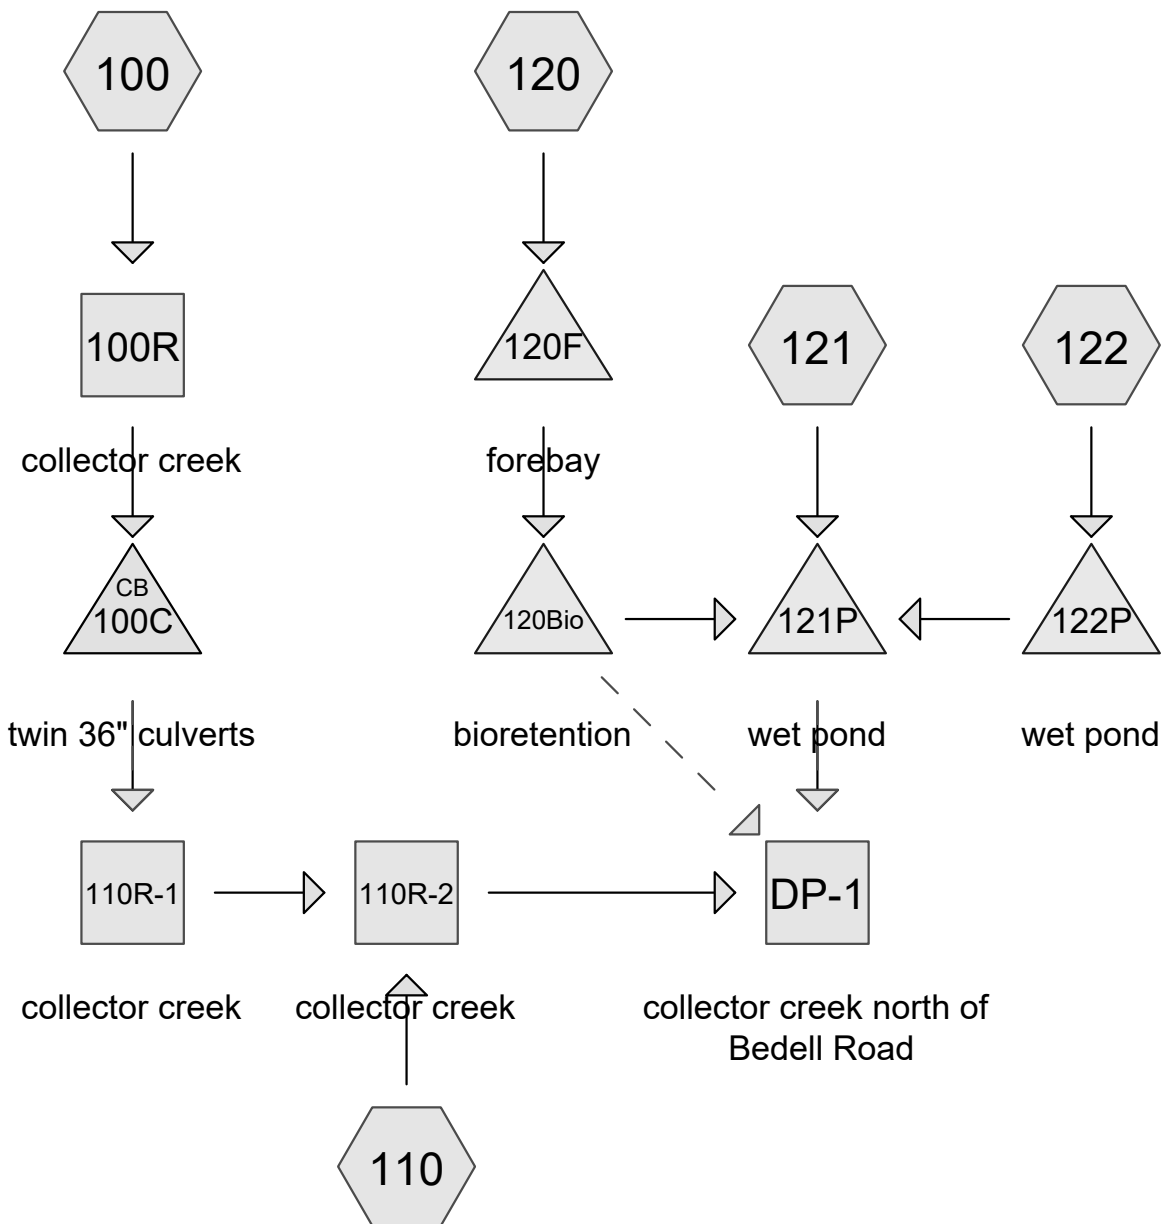 100
120
100R
120F
121
122
collector creek
forebay
CB
100C
120Bio
121P
122P
twin 36" culverts
bioretention
wet pond
wet pond
110R-1
110R-2
DP-1
collector creek
collector creek
collector creek north of
Bedell Road
110